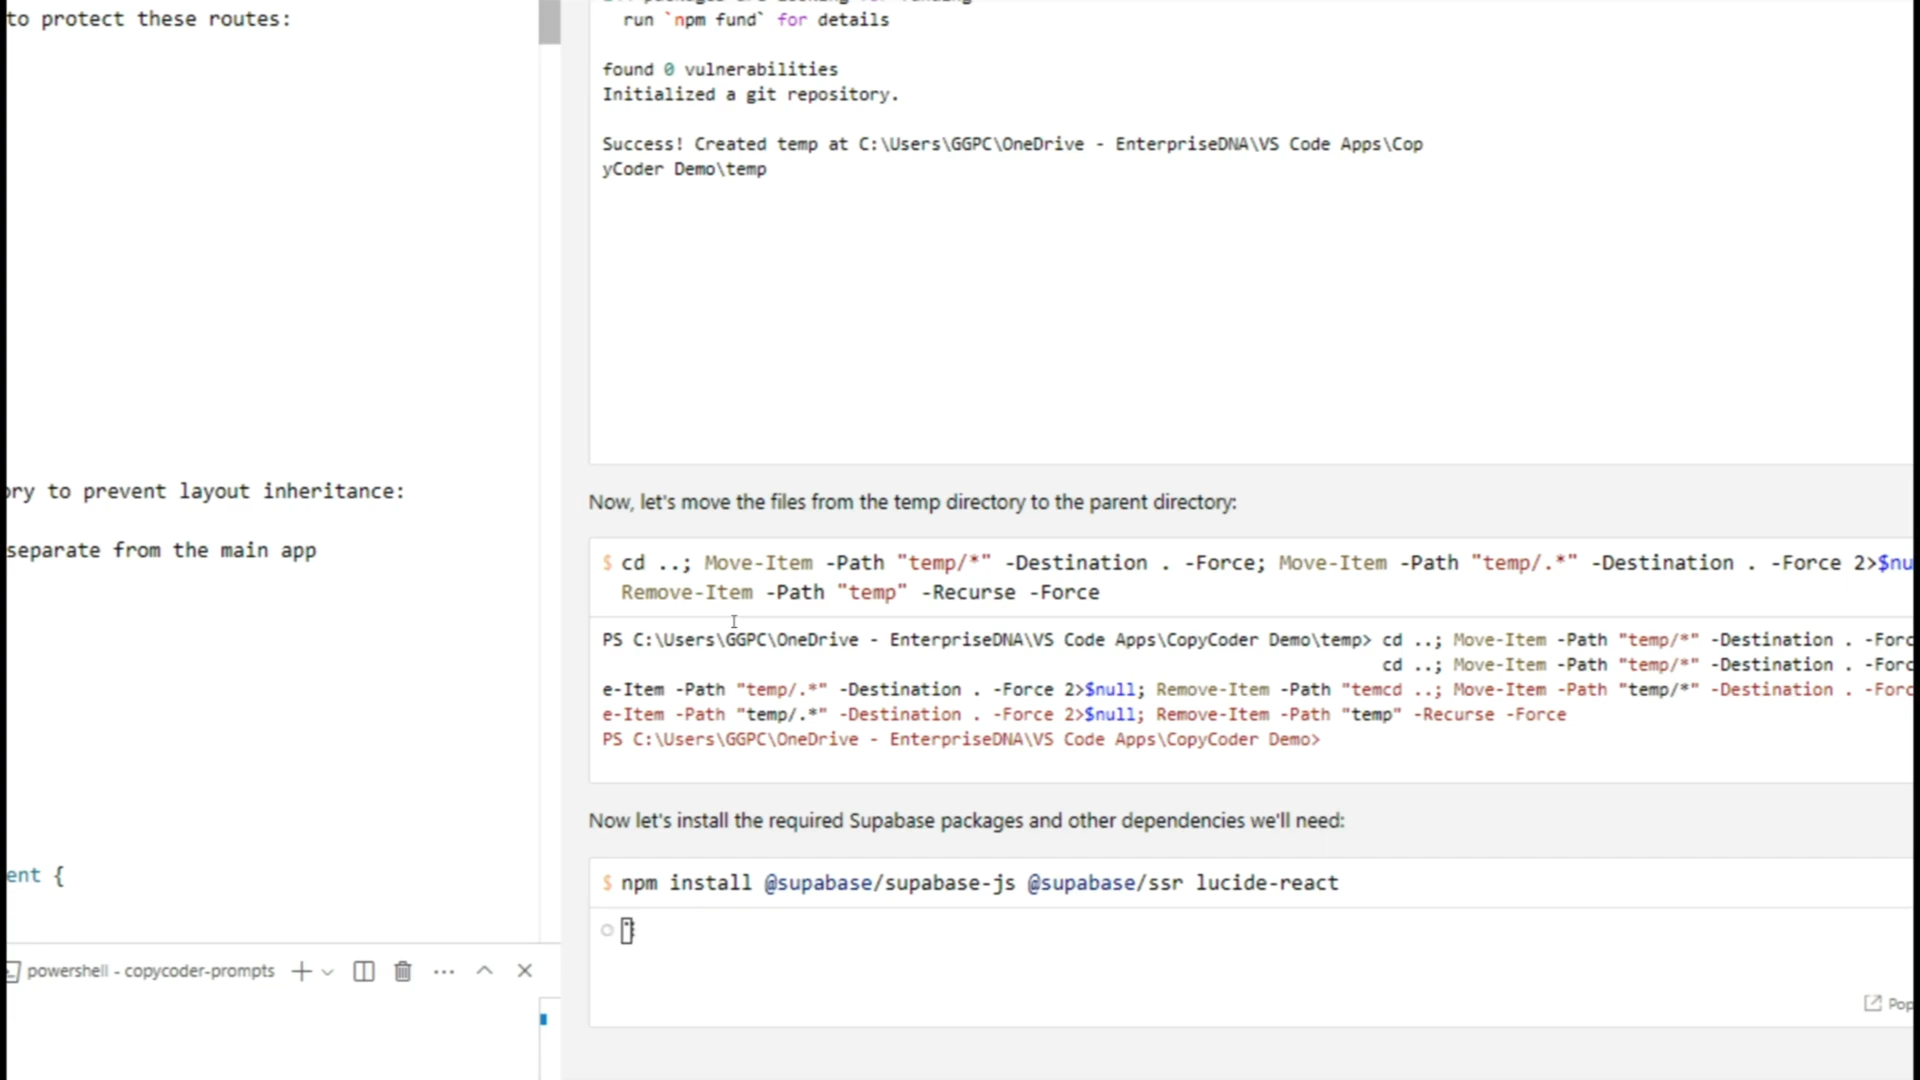 to protect these routes:
ory to prevent layout inheritance:
separate from the main app
ent {
powershell - copycoder-prompts
run `npm fund` for details
found 0 vulnerabilities
Initialized a git repository.
Success! Created temp at C:\Users\GGPC\OneDrive - EnterpriseDNA\VS Code Apps\Cop
yCoder Demo\temp
Now, let's move the files from the temp directory to the parent directory:
$ cd ..; Move-Item -Path "temp/*" -Destination . -Force; Move-Item -Path "temp/.*" -Destination . -Force 2>$nu
Remove-Item -Path "temp" -Recurse -Force
PS C:\Users\GGPC\OneDrive - EnterpriseDNA\VS Code Apps\CopyCoder Demo\temp> cd ..; Move-Item -Path "temp/*" -Destination . -Forc
cd ..; Move-Item -Path "temp/*" -Destination . -Forc
e-Item -Path "temp/.*" -Destination . -Force 2>$null; Remove-Item -Path "temcd ..; Move-Item -Path "temp/*" -Destination . -Forc
e-Item -Path "temp/.*" -Destination . -Force 2>$null; Remove-Item -Path "temp" -Recurse -Force
PS C:\Users\GGPC\OneDrive - EnterpriseDNA\VS Code Apps\CopyCoder Demo>
Now let's install the required Supabase packages and other dependencies we'll need:
$ npm install @supabase/supabase-js @supabase/ssr lucide-react
Pop